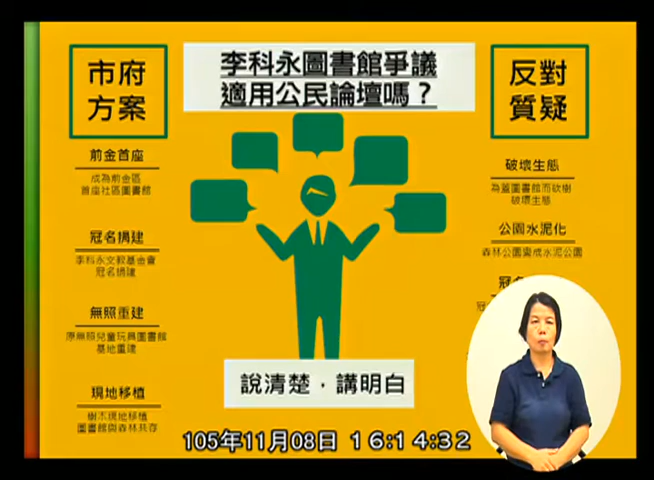 李科永圖書館爭議
適用公民論壇嗎？
市府
方案
前金首座
成為前金區
首座社區圖書館
冠名捐建
李科永文教基金會
冠名捐建
無照重建
原無照兒童玩具圖書館
基地重建
現地移植
樹木現地移植
圖書館與森林共存
反對
質疑
破壞生態
為蓋圖書館而砍樹
破壞生態
公園水泥化
森林公園變成水泥公園
冠名
說清楚．講明白
105年11月08日 16:14:32